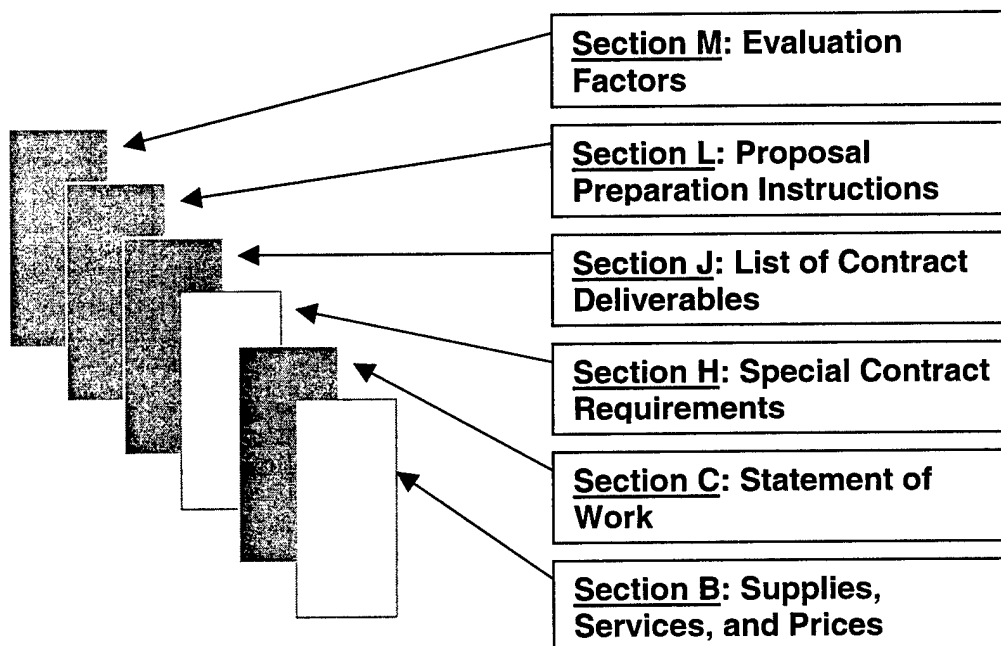 Section M: Evaluation
Factors
Section L: Proposal
Preparation Instructions
Section J: List of Contract
Deliverables
Section H: Special Contract
Requirements
Section C: Statement of
Work
Section B: Supplies,
Services, and Prices